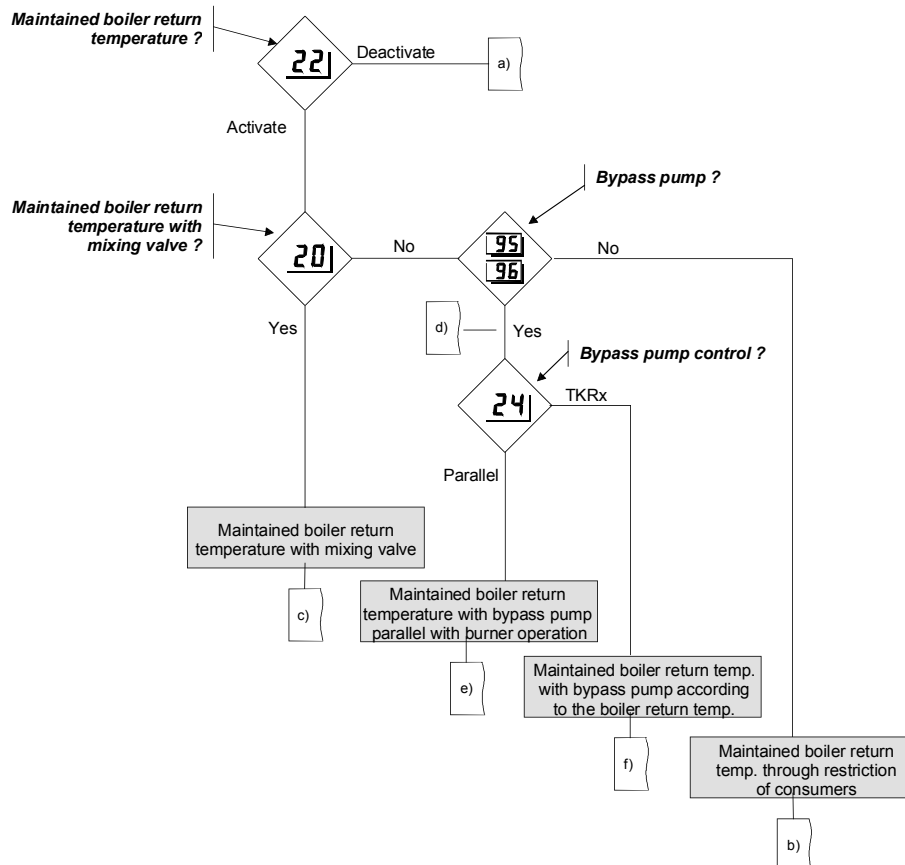 Maintained boiler return
temperature ?
22
Deactivate
a)
Activate
Bypass pump ?
Maintained boiler return
temperature with
mixing valve ?
20
No
95
96
No
Yes
d)
Yes
Bypass pump control ?
24
TKRx
Parallel
Maintained boiler return
temperature with mixing valve
c)
Maintained boiler return
temperature with bypass pump
parallel with burner operation
e)
Maintained boiler return temp.
with bypass pump according
to the boiler return temp.
f)
Maintained boiler return
temp. through restriction
of consumers
b)